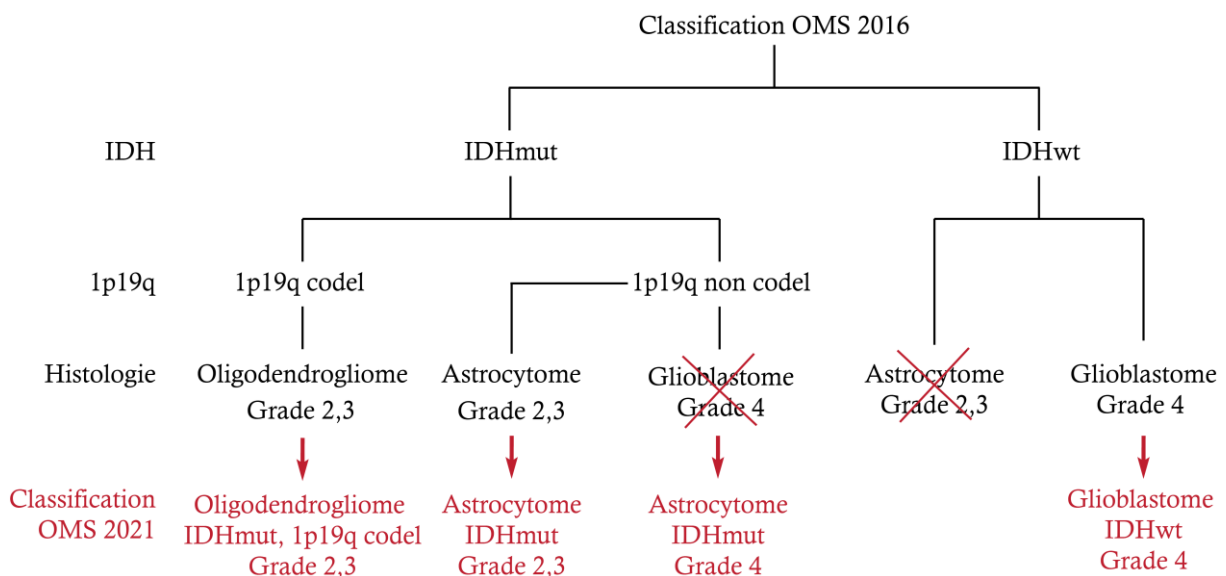 Classification OMS 2016
IDH IDHmut IDHwt
1p19q 1p19q codel 1p19q non codel
Histologie Oligodendrogliome Astrocytome Glioblastome Astrocytome Glioblastome
Grade 2,3 Grade 2,3 Grade 4 Grade 2,3 Grade 4
Classification Oligodendrogliome Astrocytome Astrocytome Glioblastome
OMS 2021 IDHmut, 1p19q codel IDHmut IDHmut IDHwt
Grade 2,3 Grade 2,3 Grade 4 Grade 4